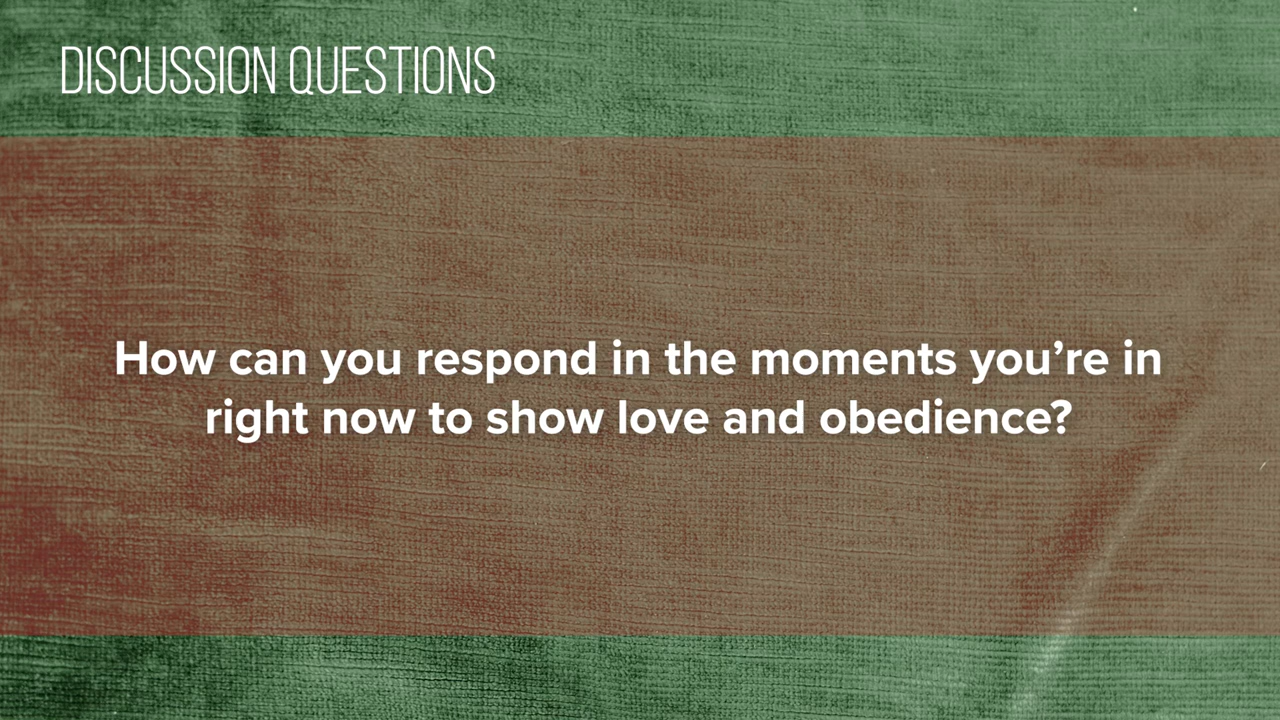 DISCUSSION QUESTIONS
How can you respond in the moments you’re in
right now to show love and obedience?